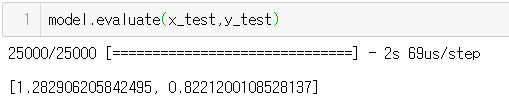 1 model.evaluate(x_test,y_test)
25000/25000 [==============================] - 2s 69us/step
[1.282906205842495, 0.8221200108528137]